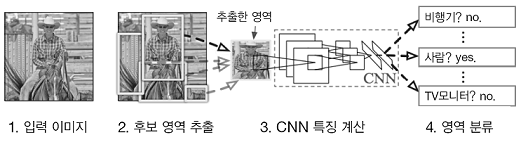 추출한 영역
비행기? no.
사람? yes.
CNN
TV모니터? no.
1. 입력 이미지
2. 후보 영역 추출
3. CNN 특징 계산
4. 영역 분류